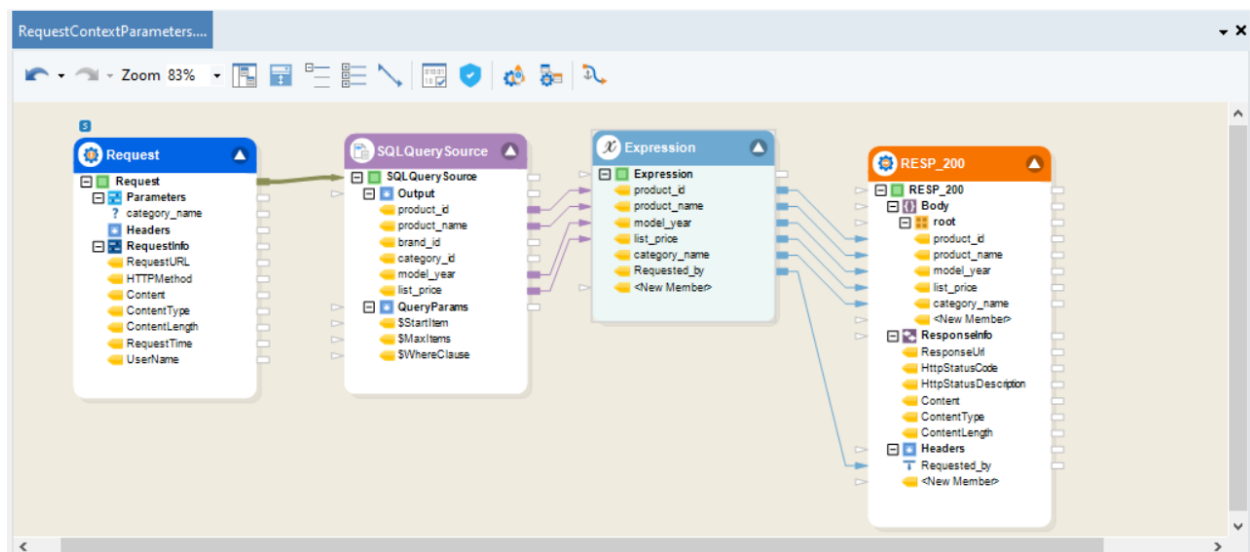 RequestContextParameters....
Zoom 83%
S
Request
Request
Parameters
? category_name
Headers
RequestInfo
RequestURL
HTTPMethod
Content
ContentType
ContentLength
RequestTime
UserName
SQLQuerySource
SQLQuerySource
Output
product_id
product_name
brand_id
category_id
model_year
list_price
QueryParams
$StartItem
$MaxItems
$WhereClause
Expression
Expression
product_id
product_name
model_year
list_price
category_name
Requested_by
<New Member>
RESP_200
RESP_200
Body
root
product_id
product_name
model_year
list_price
category_name
<New Member>
ResponseInfo
ResponseUrl
HttpStatusCode
HttpStatusDescription
Content
ContentType
ContentLength
Headers
Requested_by
<New Member>